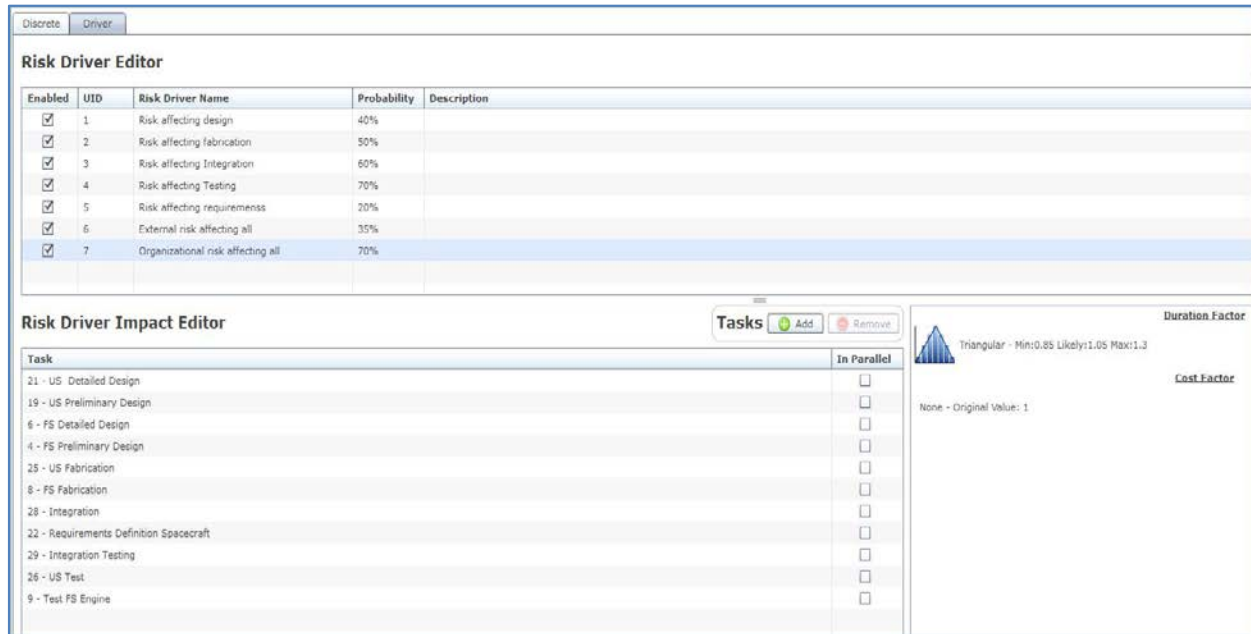 Discrete Driver
Risk Driver Editor
Enabled UID Risk Driver Name Probability Description
1 Risk affecting design 40%
2 Risk affecting fabrication 50%
3 Risk affecting Integration 60%
4 Risk affecting Testing 70%
5 Risk affecting requiremenss 20%
6 External risk affecting all 35%
7 Organizational risk affecting all 70%
Risk Driver Impact Editor
Tasks Add Remove
Task In Parallel
21 - US Detailed Design
19 - US Preliminary Design
6 - FS Detailed Design
4 - FS Preliminary Design
25 - US Fabrication
8 - FS Fabrication
28 - Integration
22 - Requirements Definition Spacecraft
29 - Integration Testing
26 - US Test
9 - Test FS Engine
Duration Factor
Triangular - Min:0.85 Likely:1.05 Max:1.3
Cost Factor
None - Original Value: 1